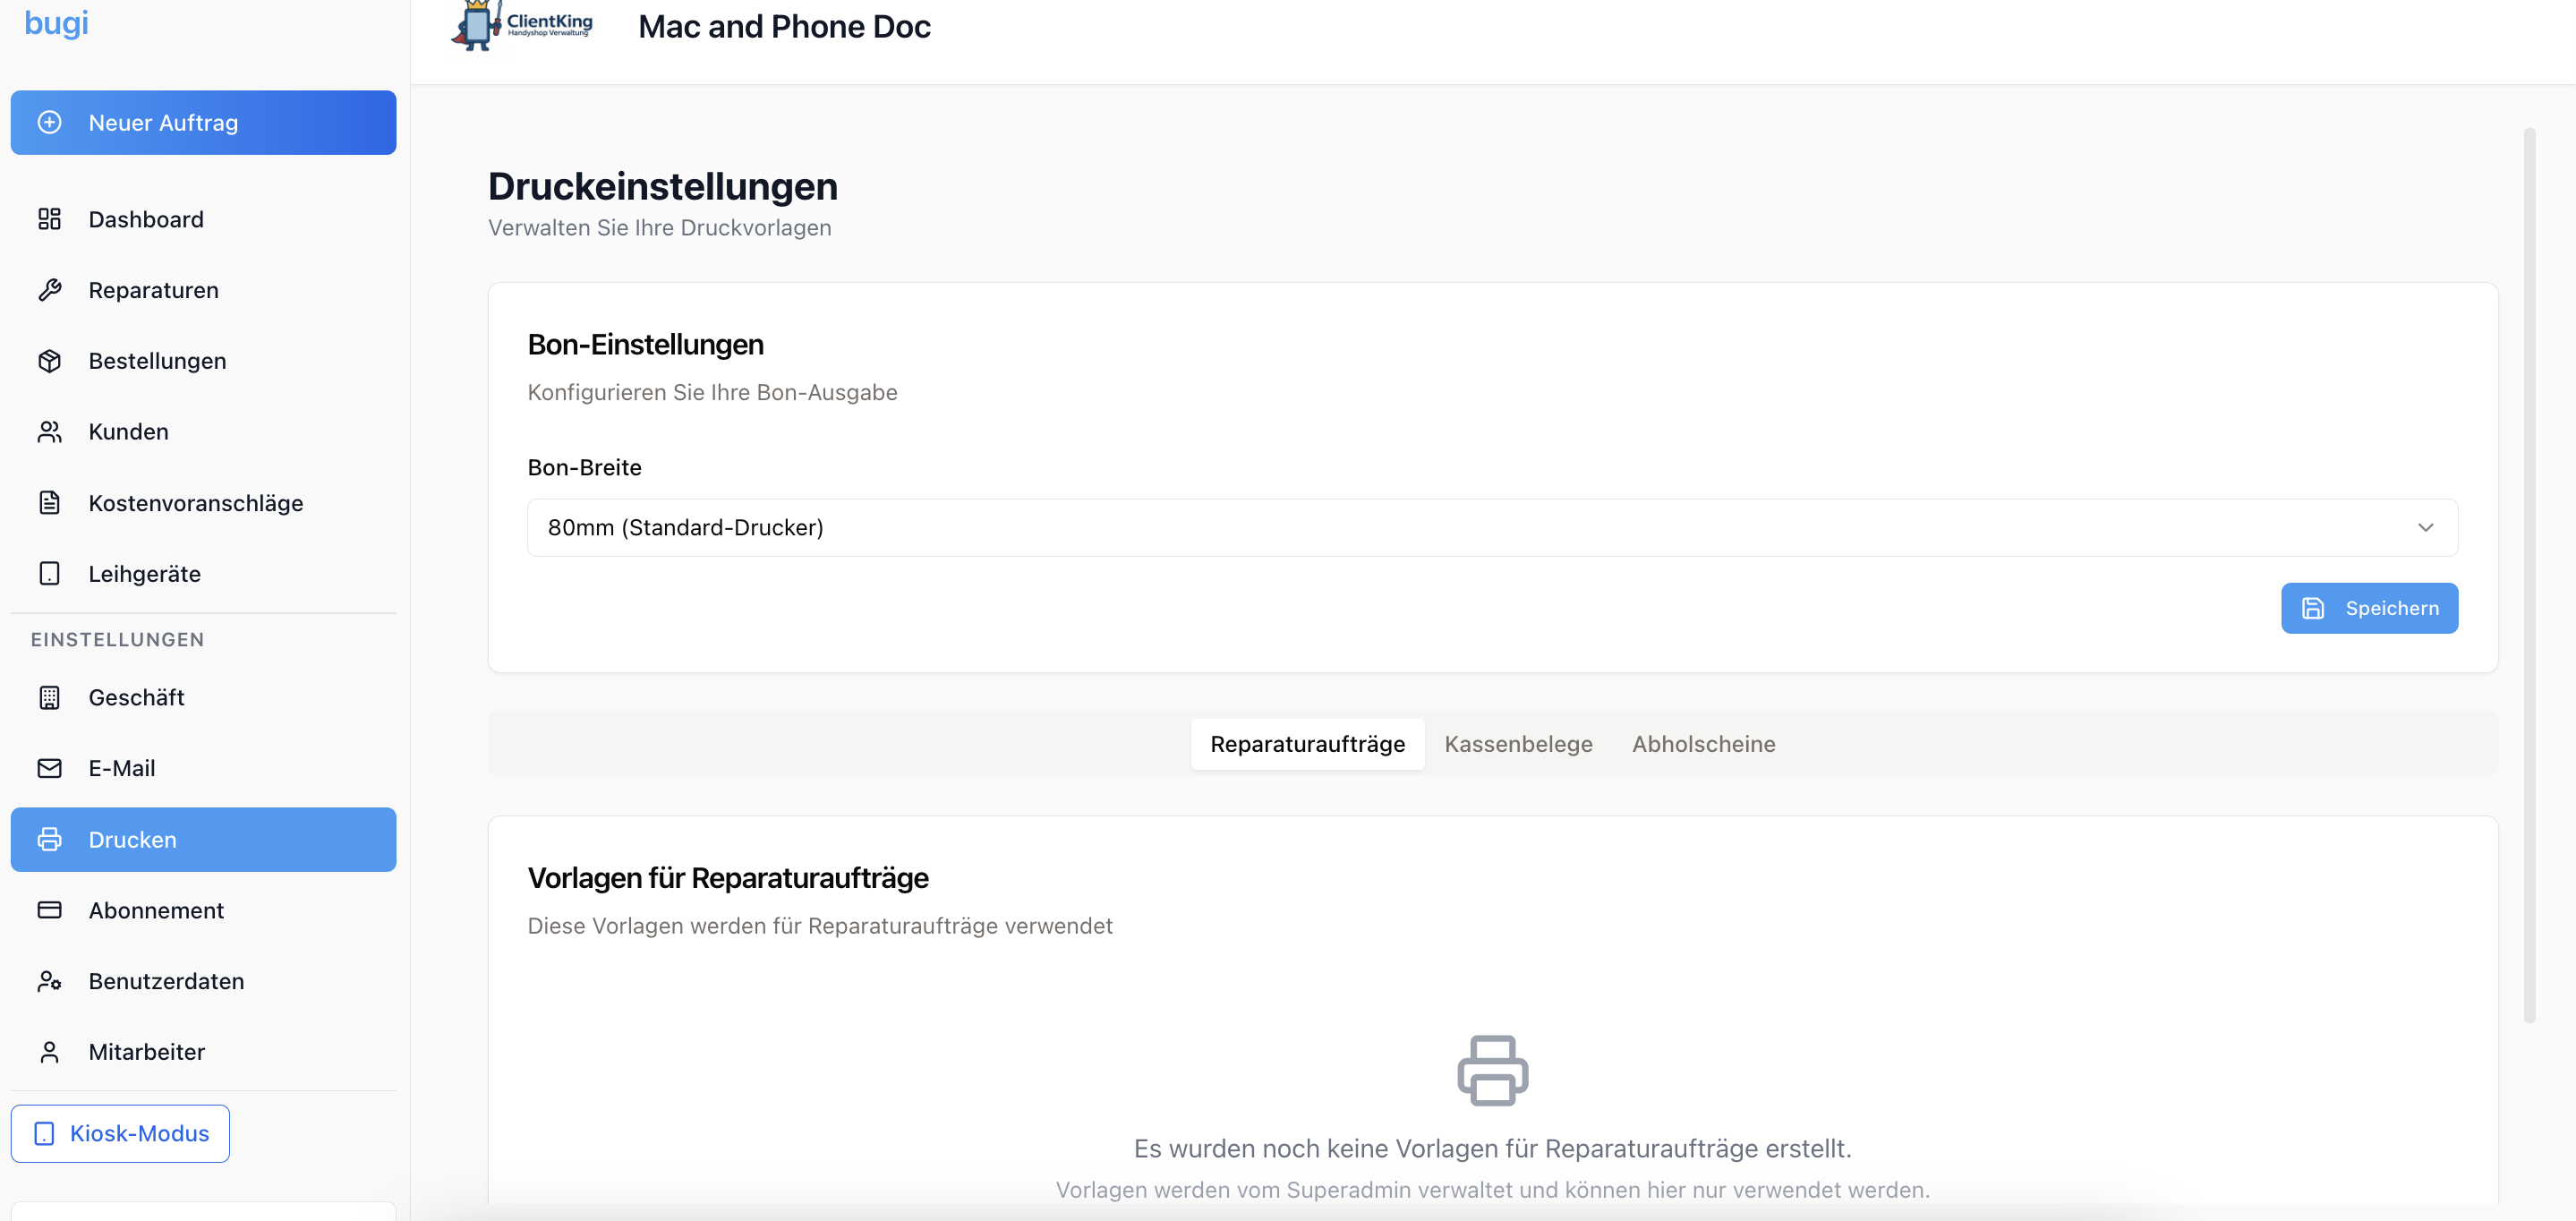 bugi
Neuer Auftrag
Dashboard
Reparaturen
Bestellungen
Kunden
Kostenvoranschläge
Leihgeräte
EINSTELLUNGEN
Geschäft
E-Mail
Drucken
Abonnement
Benutzerdaten
Mitarbeiter
Kiosk-Modus
ClientKing
Handyshop Verwaltung
Mac and Phone Doc
Druckeinstellungen
Verwalten Sie Ihre Druckvorlagen
Bon-Einstellungen
Konfigurieren Sie Ihre Bon-Ausgabe
Bon-Breite
80mm (Standard-Drucker)
Speichern
Reparaturaufträge Kassenbelege Abholscheine
Vorlagen für Reparaturaufträge
Diese Vorlagen werden für Reparaturaufträge verwendet
Es wurden noch keine Vorlagen für Reparaturaufträge erstellt.
Vorlagen werden vom Superadmin verwaltet und können hier nur verwendet werden.